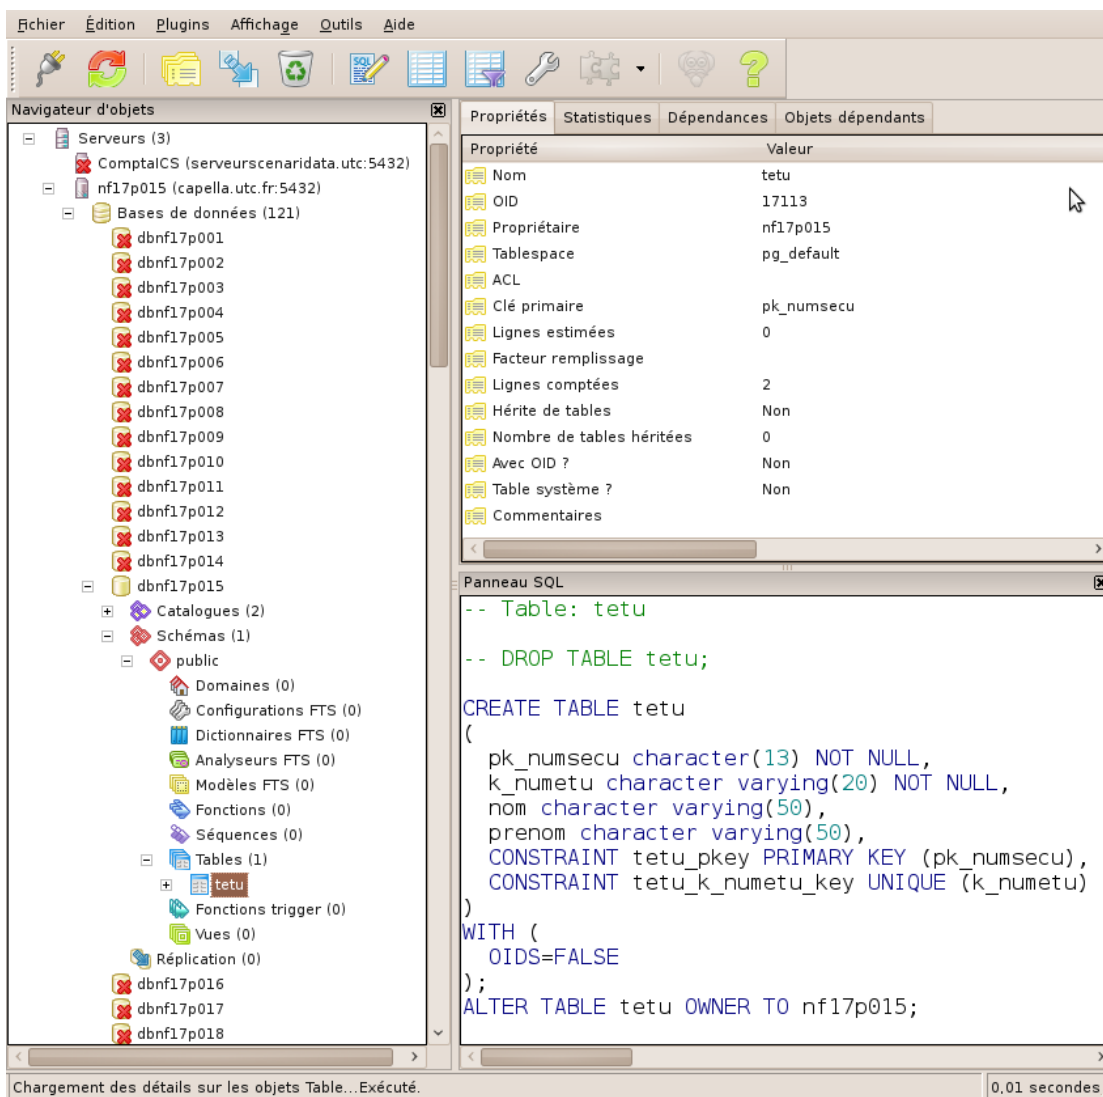 Fichier Édition Plugins Affichage Outils Aide
SQL
Navigateur d'objets
Serveurs (3)
ComptaICS (serveurscenaridata.utc:5432)
nf17p015 (capella.utc.fr:5432)
Bases de données (121)
dbnf17p001
dbnf17p002
dbnf17p003
dbnf17p004
dbnf17p005
dbnf17p006
dbnf17p007
dbnf17p008
dbnf17p009
dbnf17p010
dbnf17p011
dbnf17p012
dbnf17p013
dbnf17p014
dbnf17p015
Catalogues (2)
Schémas (1)
public
Domaines (0)
Configurations FTS (0)
Dictionnaires FTS (0)
Analyseurs FTS (0)
Modèles FTS (0)
Fonctions (0)
Séquences (0)
Tables (1)
tetu
Fonctions trigger (0)
Vues (0)
Réplication (0)
dbnf17p016
dbnf17p017
dbnf17p018
Propriétés Statistiques Dépendances Objets dépendants
Propriété Valeur
Nom tetu
OID 17113
Propriétaire nf17p015
Tablespace pg_default
ACL
Clé primaire pk_numsecu
Lignes estimées 0
Facteur remplissage
Lignes comptées 2
Hérite de tables Non
Nombre de tables héritées 0
Avec OID ? Non
Table système ? Non
Commentaires
Panneau SQL
-- Table: tetu
-- DROP TABLE tetu;
CREATE TABLE tetu
(
pk_numsecu character(13) NOT NULL,
k_numetu character varying(20) NOT NULL,
nom character varying(50),
prenom character varying(50),
CONSTRAINT tetu_pkey PRIMARY KEY (pk_numsecu),
CONSTRAINT tetu_k_numetu_key UNIQUE (k_numetu)
)
WITH (
OIDS=FALSE
);
ALTER TABLE tetu OWNER TO nf17p015;
Chargement des détails sur les objets Table...Exécuté. 0,01 secondes